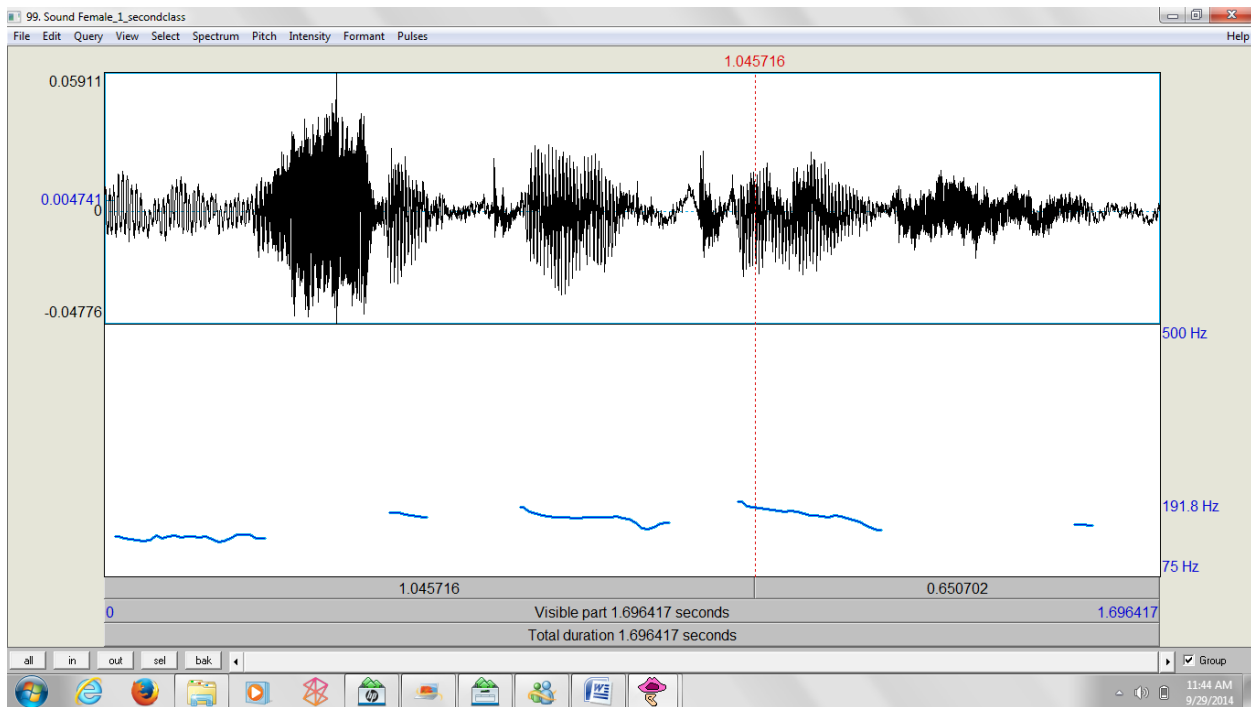 99. Sound Female_1_secondclass
File Edit Query View Select Spectrum Pitch Intensity Formant Pulses Help
1.045716
0.05911
0.004741
0
-0.04776
500 Hz
191.8 Hz
75 Hz
1.045716 0.650702
0 Visible part 1.696417 seconds 1.696417
Total duration 1.696417 seconds
all in out sel bak Group
hp W
11:44 AM
9/29/2014